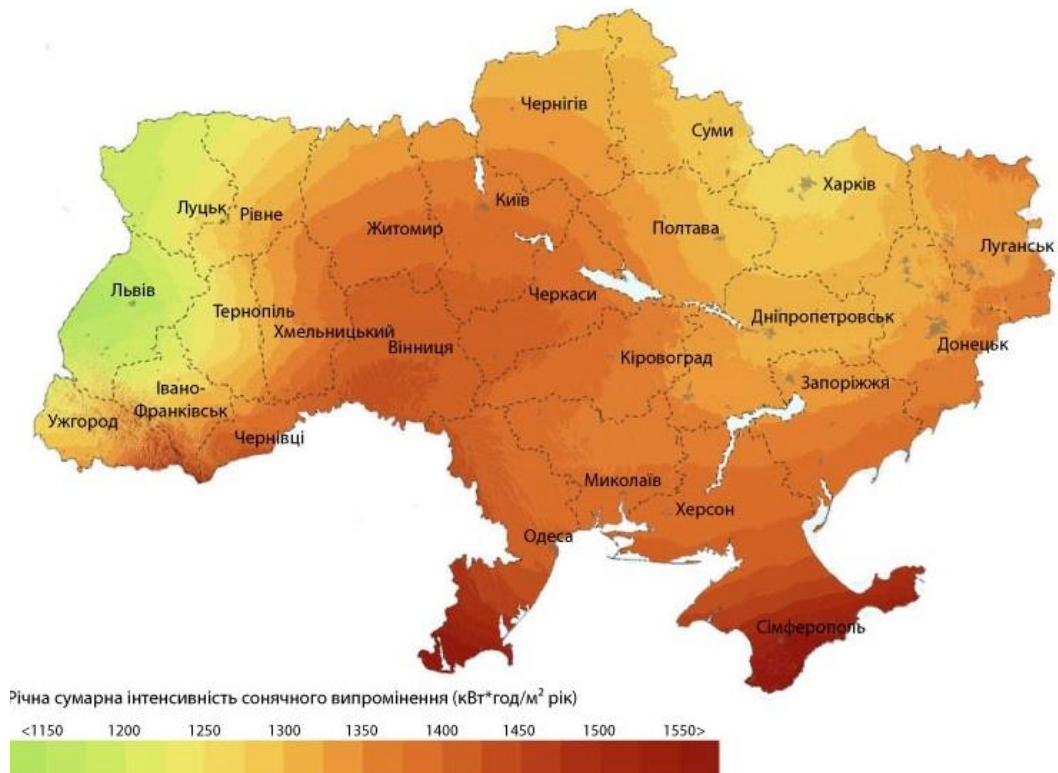 Чернігів
Суми
Харків
Луцьк
Рівне
Київ
Житомир
Полтава
Луганськ
Львів
Тернопіль
Хмельницький
Вінниця
Черкаси
Дніпропетровськ
Донецьк
Кіровоград
Запоріжжя
Івано-
Франківськ
Ужгород
Чернівці
Миколаїв
Херсон
Одеса
Сімферополь
Річна сумарна інтенсивність сонячного випромінення (кВт*год/м² рік)
<1150 1200 1250 1300 1350 1400 1450 1500 1550>